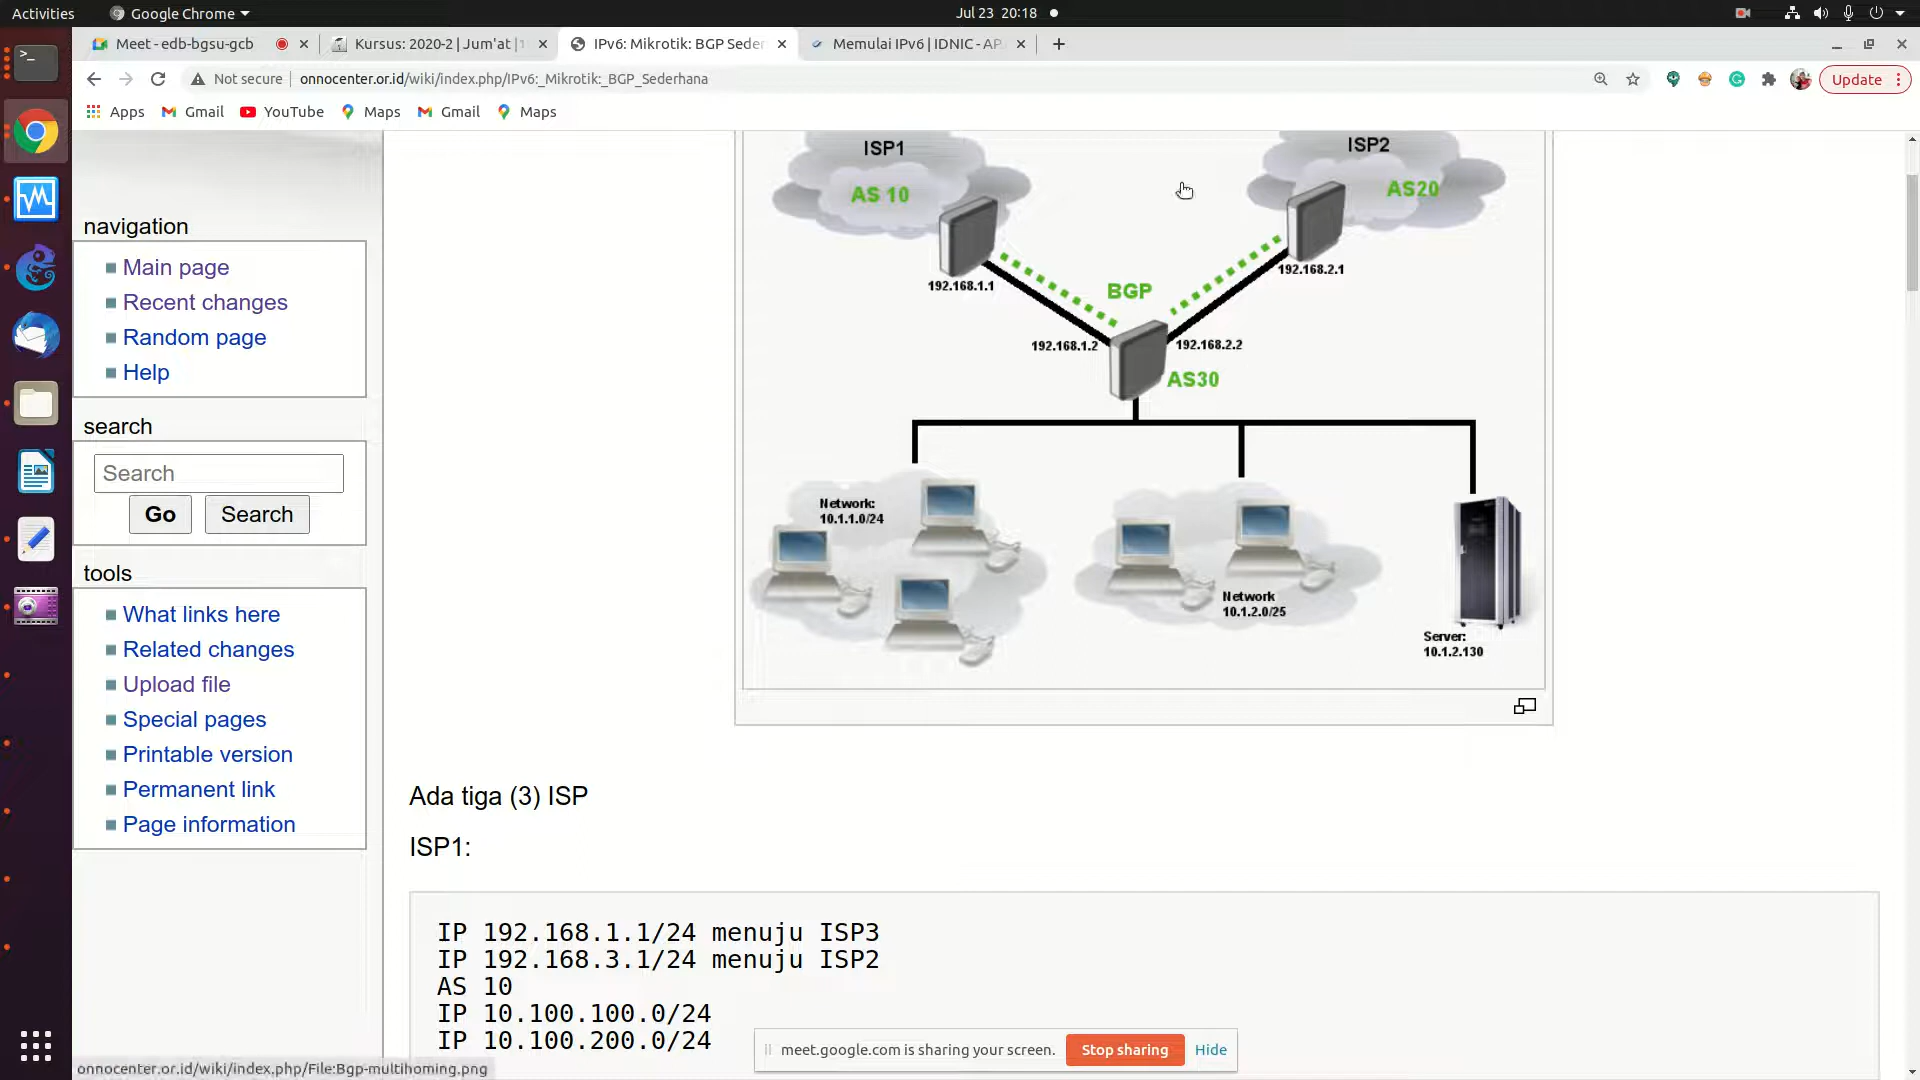 Activities
Google Chrome
Jul 23 20:18
Meet - edb-bgsu-gcb
Kursus: 2020-2 | Jum'at | 1
IPv6: Mikrotik: BGP Seder
Memulai IPv6 | IDNIC - AP
Not secure
onnocenter.or.id/wiki/index.php/IPv6:_Mikrotik:_BGP_Sederhana
Update
Apps
Gmail
YouTube
Maps
Gmail
Maps
navigation
Main page
Recent changes
Random page
Help
search
Search
Go
Search
tools
What links here
Related changes
Upload file
Special pages
Printable version
Permanent link
Page information
ISP1
AS 10
ISP2
AS20
192.168.1.1
192.168.2.1
BGP
192.168.1.2
192.168.2.2
AS30
Network:
10.1.1.0/24
Network
10.1.2.0/25
Server:
10.1.2.130
Ada tiga (3) ISP
ISP1:
IP 192.168.1.1/24 menuju ISP3
IP 192.168.3.1/24 menuju ISP2
AS 10
IP 10.100.100.0/24
IP 10.100.200.0/24
meet.google.com is sharing your screen.
Stop sharing
Hide
onnocenter.or.id/wiki/index.php/File:Bgp-multihoming.png